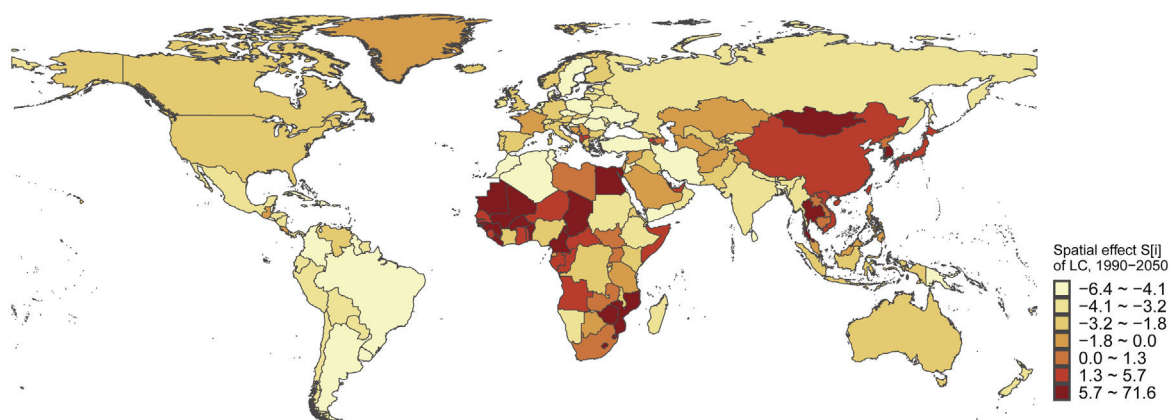 Spatial effect S[i]
of LC, 1990−2050
−6.4 ~ −4.1
−4.1 ~ −3.2
−3.2 ~ −1.8
−1.8 ~ 0.0
0.0 ~ 1.3
1.3 ~ 5.7
5.7 ~ 71.6